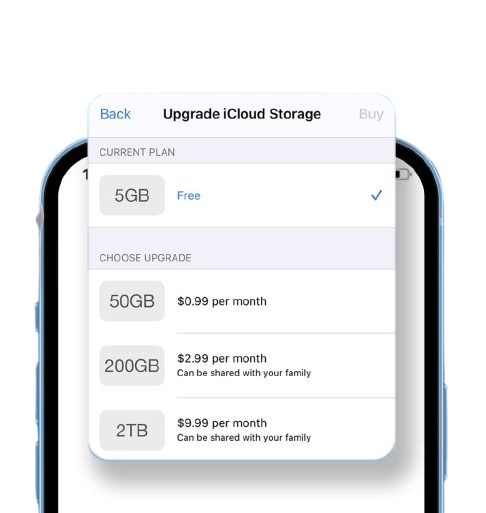 Back Upgrade iCloud Storage Buy
CURRENT PLAN
5GB Free
CHOOSE UPGRADE
50GB $0.99 per month
200GB $2.99 per month
Can be shared with your family
2TB $9.99 per month
Can be shared with your family